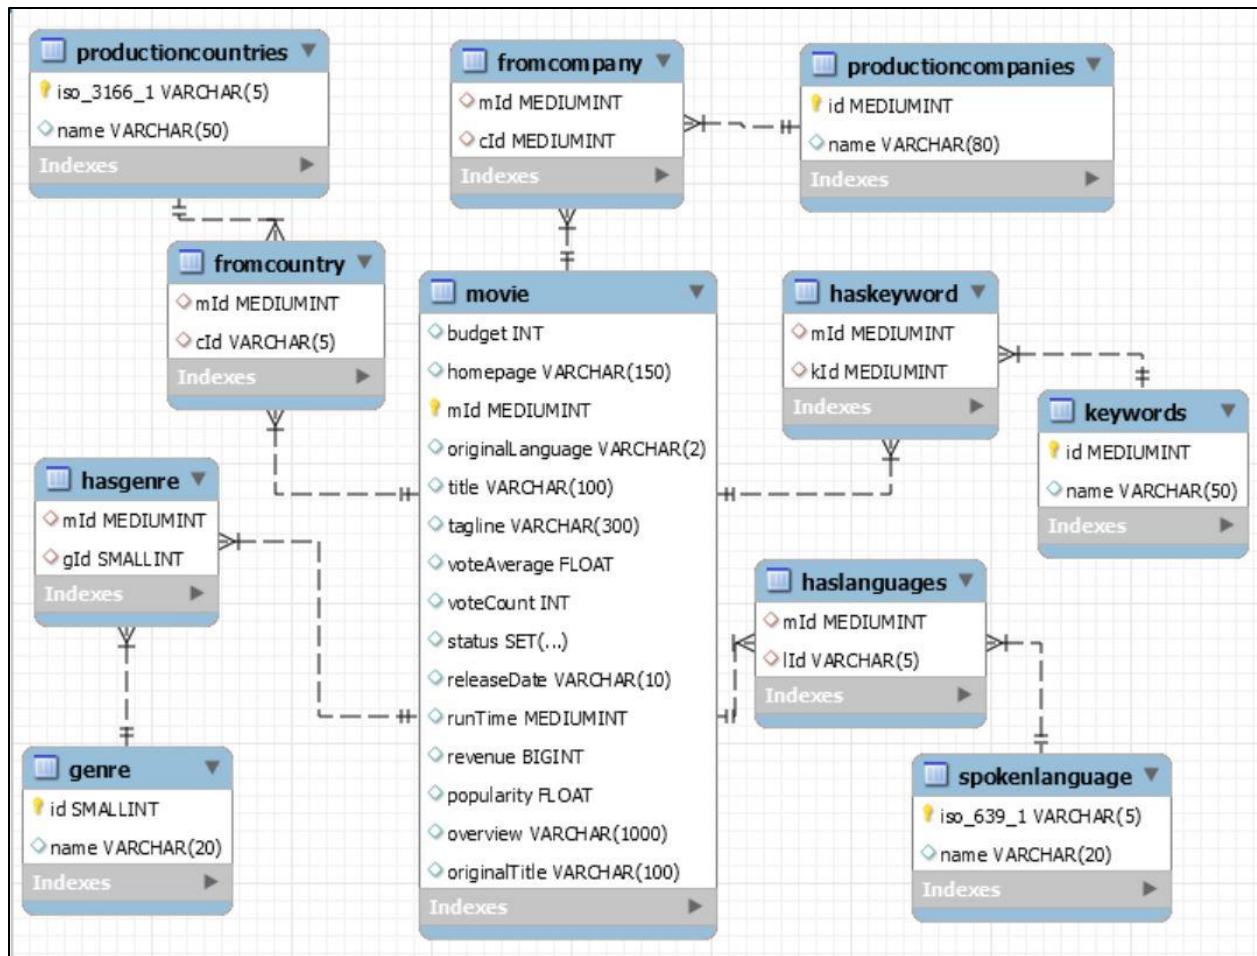 productioncountries
iso_3166_1 VARCHAR(5)
name VARCHAR(50)
Indexes
fromcompany
mId MEDIUMINT
cId MEDIUMINT
Indexes
productioncompanies
id MEDIUMINT
name VARCHAR(80)
Indexes
fromcountry
mId MEDIUMINT
cId VARCHAR(5)
Indexes
movie
budget INT
homepage VARCHAR(150)
mId MEDIUMINT
originalLanguage VARCHAR(2)
title VARCHAR(100)
tagline VARCHAR(300)
voteAverage FLOAT
voteCount INT
status SET(...)
releaseDate VARCHAR(10)
runTime MEDIUMINT
revenue BIGINT
popularity FLOAT
overview VARCHAR(1000)
originalTitle VARCHAR(100)
Indexes
haskeyword
mId MEDIUMINT
kId MEDIUMINT
Indexes
keywords
id MEDIUMINT
name VARCHAR(50)
Indexes
hasgenre
mId MEDIUMINT
gId SMALLINT
Indexes
haslanguages
mId MEDIUMINT
lId VARCHAR(5)
Indexes
genre
id SMALLINT
name VARCHAR(20)
Indexes
spokenlanguage
iso_639_1 VARCHAR(5)
name VARCHAR(20)
Indexes